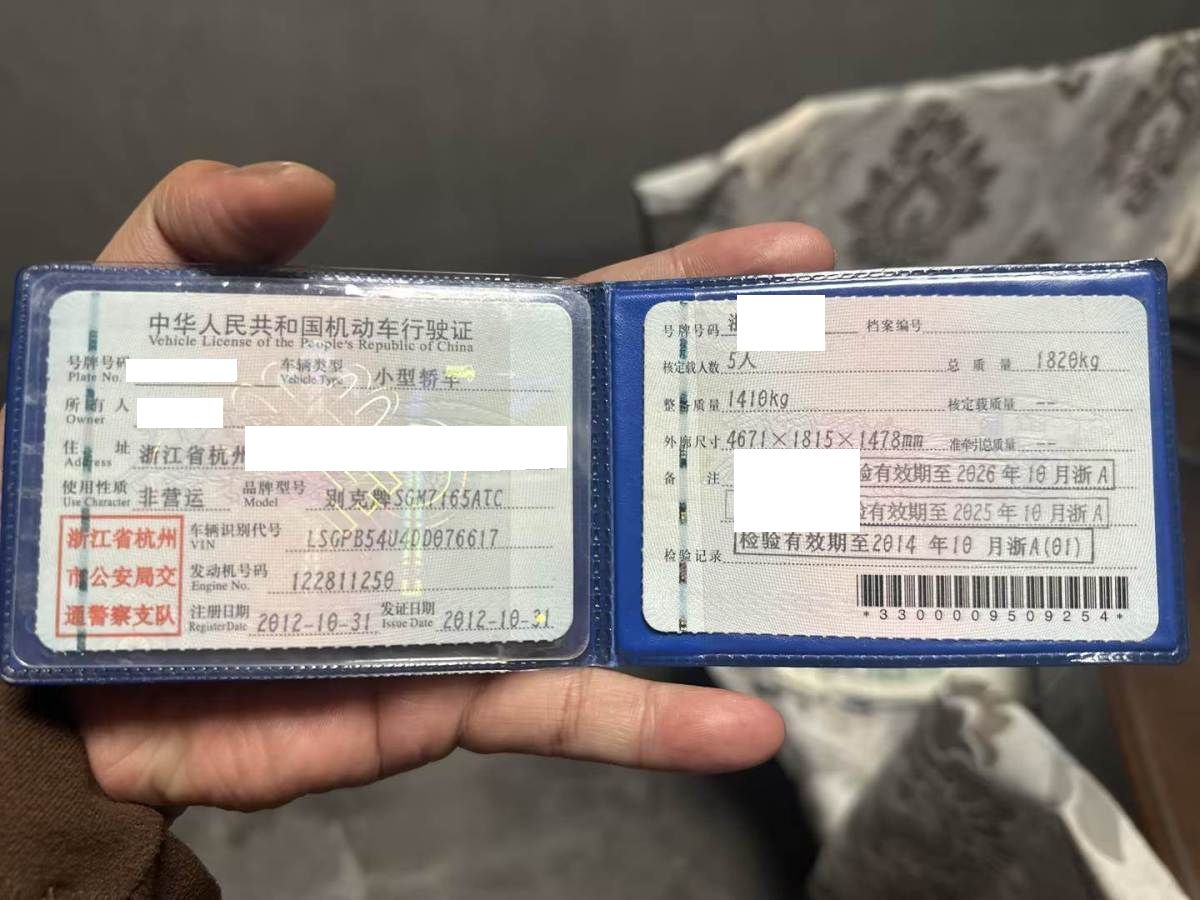 中华人民共和国机动车行驶证
Vehicle License of the People's Republic of China
号牌号码 车辆类型 小型轿车
Plate No. Vehicle Type
所有人
Owner
住 址 浙江省杭州
Address
使用性质 非营运 品牌型号 别克牌SGM7165ATC
Use Character Model
浙江省杭州
市公安局交
通警察支队
车辆识别代号 LSGPB54U4DD076617
VIN
发动机号码 122811250
Engine No.
注册日期 2012-10-31 发证日期 2012-10-31
Register Date Issue Date
号牌号码 浙 档案编号
核定载人数 5人 总质量 1820kg
整备质量 1410kg 核定载质量 --
外廓尺寸 4671×1815×1478mm 准牵引总质量 --
备 注 验有效期至2026年10月浙A
验有效期至2025年10月浙A
检验记录 检验有效期至2014年10月浙A(01)
*3300009509254*